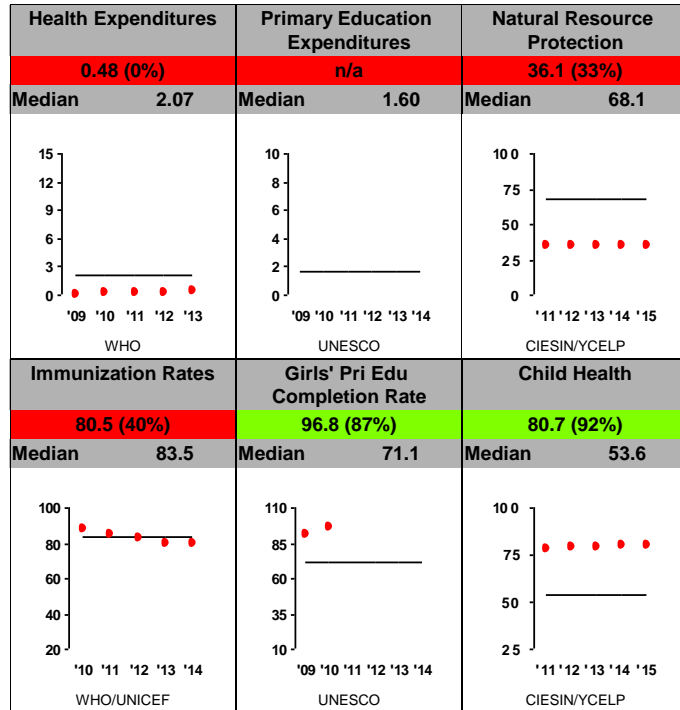 Health Expenditures
0.48 (0%)
Median 2.07
15
12
9
6
3
0
'09 '10 '11 '12 '13
WHO
Primary Education
Expenditures
n/a
Median 1.60
10
8
6
4
2
0
'09 '10 '11 '12 '13 '14
UNESCO
Natural Resource
Protection
36.1 (33%)
Median 68.1
100
75
50
25
0
'11 '12 '13 '14 '15
CIESIN/YCELP
Immunization Rates
80.5 (40%)
Median 83.5
100
80
60
40
20
'10 '11 '12 '13 '14
WHO/UNICEF
Girls' Pri Edu
Completion Rate
96.8 (87%)
Median 71.1
110
85
60
35
10
'09 '10 '11 '12 '13 '14
UNESCO
Child Health
80.7 (92%)
Median 53.6
100
75
50
25
'11 '12 '13 '14 '15
CIESIN/YCELP